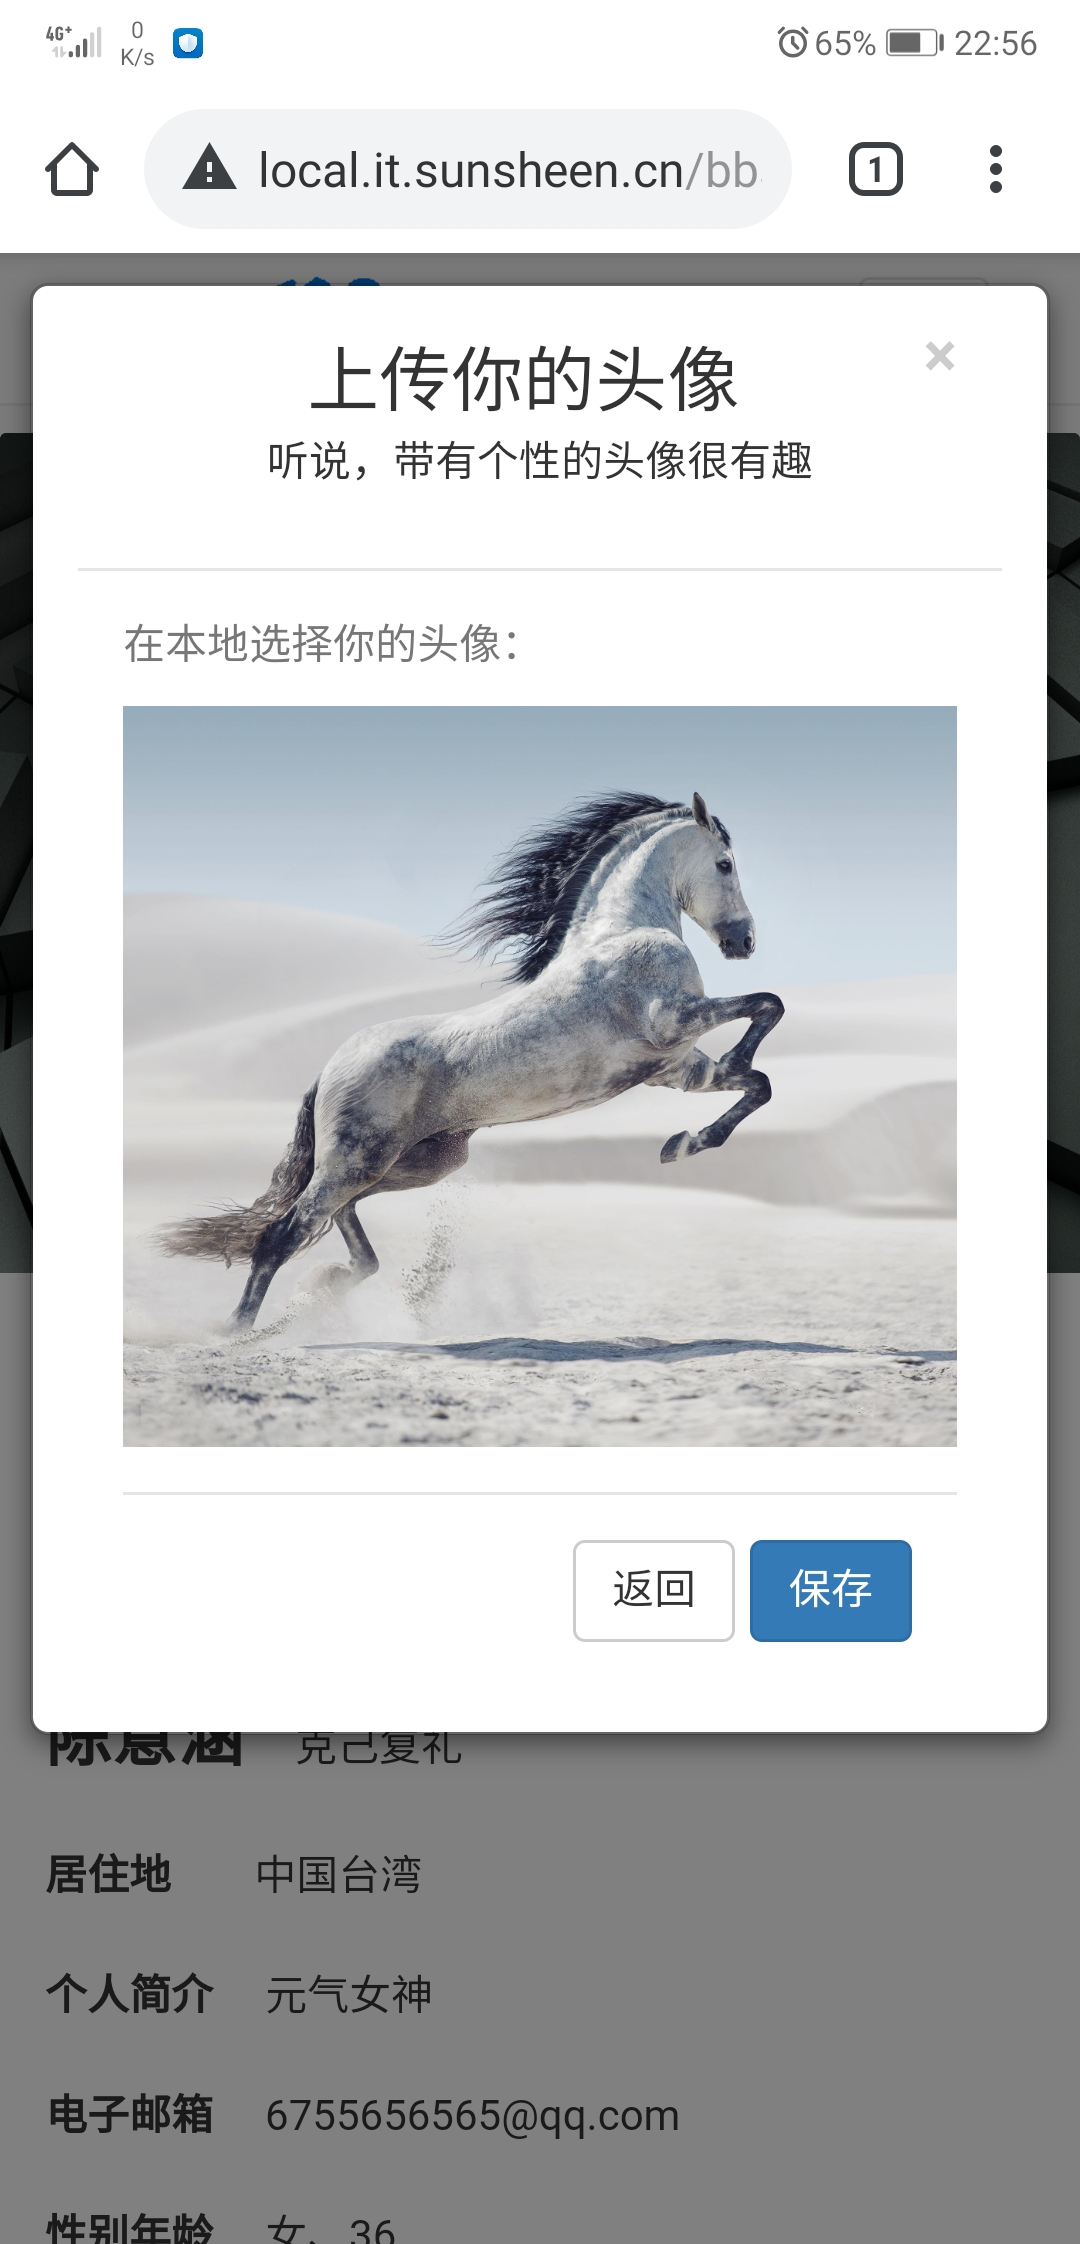 4G+ 0 K/s 65% 22:56
local.it.sunsheen.cn/bb
1
上传你的头像
×
听说，带有个性的头像很有趣
在本地选择你的头像：
返回 保存
陈意涵 克己复礼
居住地 中国台湾
个人简介 元气女神
电子邮箱 6755656565@qq.com
性别年龄 女、36